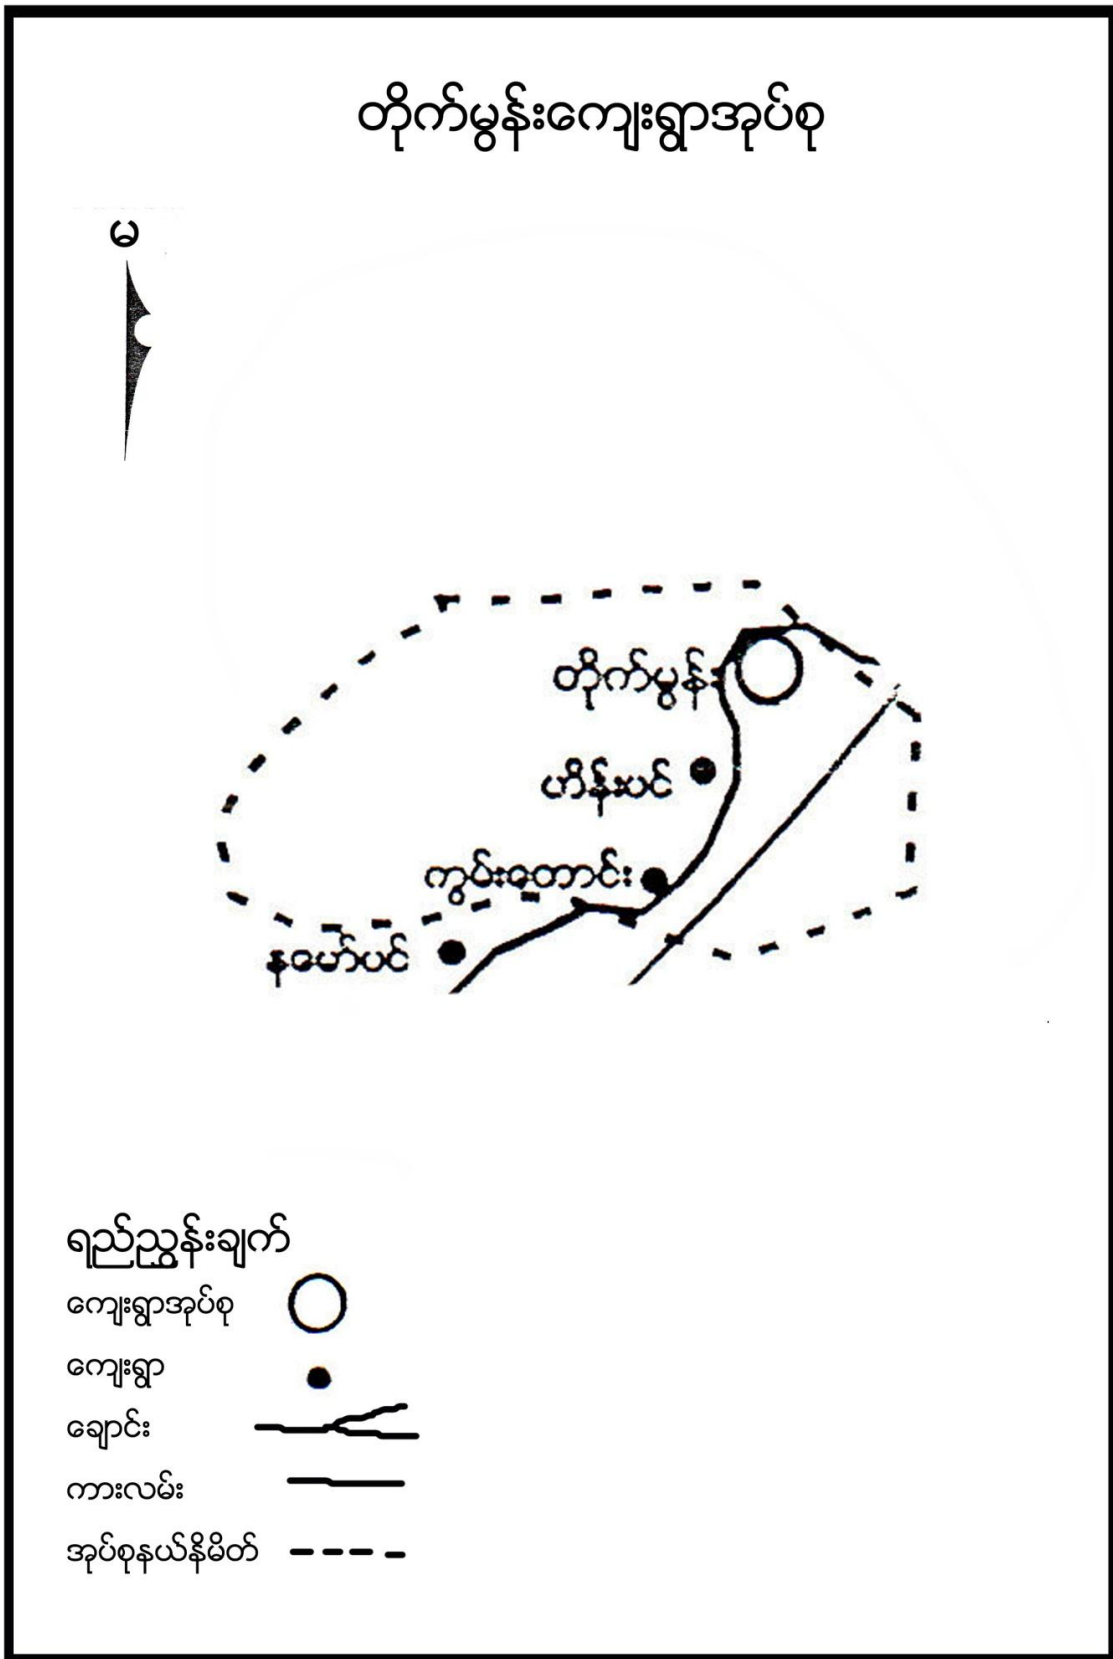 တိုက်မွန်းကျေးရွာအုပ်စု
မ
တိုက်မွန်း
ဟိန်းပင်
ကွမ်းတောင်း
နမော်ပင်
ရည်ညွှန်းချက်
ကျေးရွာအုပ်စု
ကျေးရွာ
ချောင်း
ကားလမ်း
အုပ်စုနယ်နိမိတ်